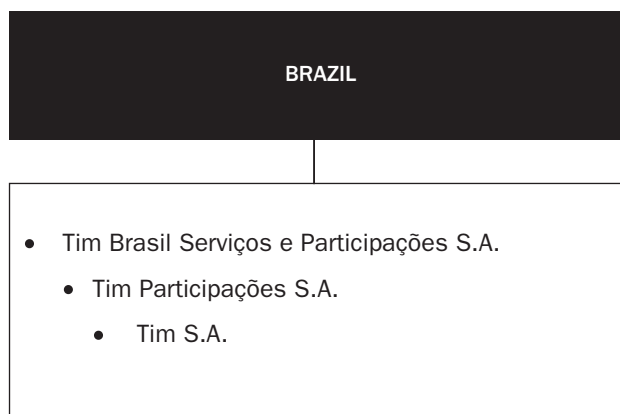 BRAZIL
• Tim Brasil Serviços e Participações S.A.
• Tim Participações S.A.
• Tim S.A.